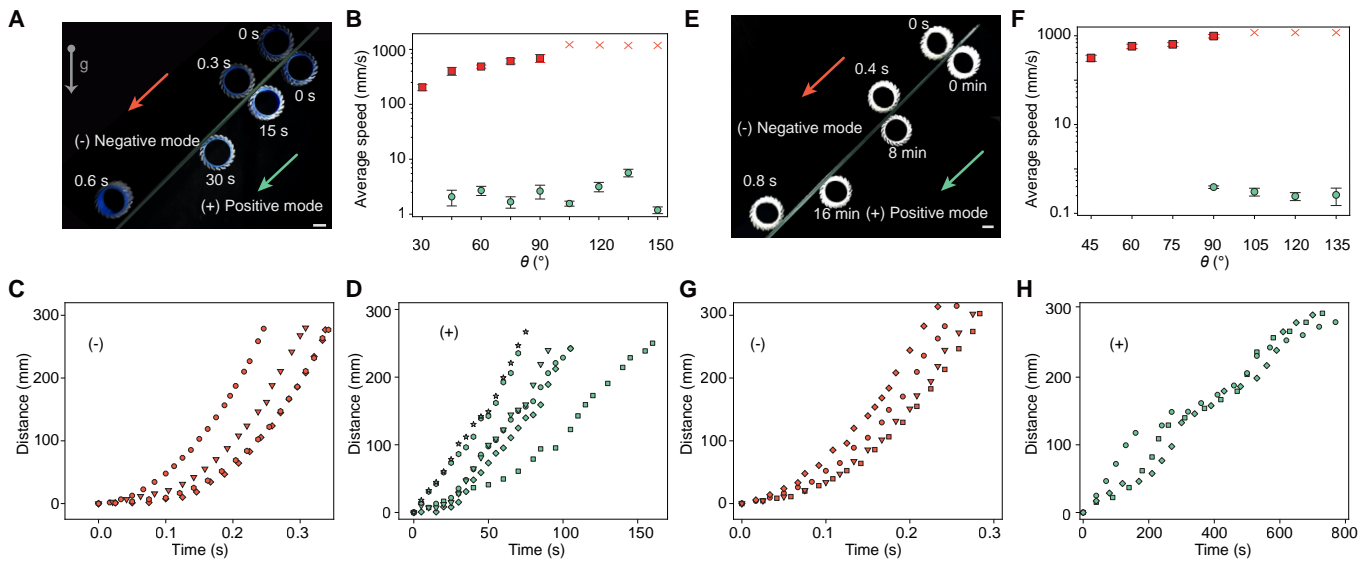 A
g
0 s
0.3 s
0 s
(-) Negative mode
15 s
30 s
0.6 s
(+) Positive mode
B
Average speed (mm/s)
1000
100
10
1
30
60
90
120
150
θ (°)
E
0 s
0 min
0.4 s
(-) Negative mode
8 min
0.8 s
16 min
(+) Positive mode
F
Average speed (mm/s)
1000
10
1
0.1
45
60
75
90
105
120
135
θ (°)
C
Distance (mm)
300
200
100
0
(-)
0.0
0.1
0.2
0.3
Time (s)
D
Distance (mm)
300
200
100
0
(+)
0
50
100
150
Time (s)
G
Distance (mm)
300
200
100
0
(-)
0.0
0.1
0.2
0.3
Time (s)
H
Distance (mm)
300
200
100
0
(+)
0
200
400
600
800
Time (s)